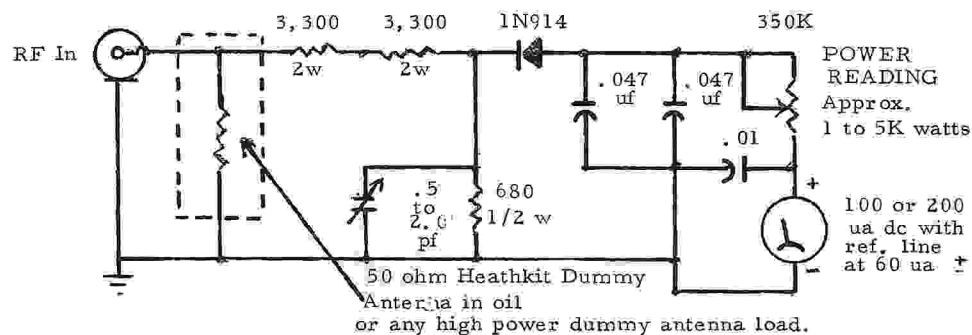 3,300
3,300
1N914
350K
RF In
2w
2w
.047
uf
.047
uf
POWER
READING
Approx.
1 to 5K watts
.01
.5
to
2.0
pf
680
1/2 w
+
-
100 or 200
ua dc with
ref. line
at 60 ua ±
50 ohm Heathkit Dummy
Antenna in oil
or any high power dummy antenna load.